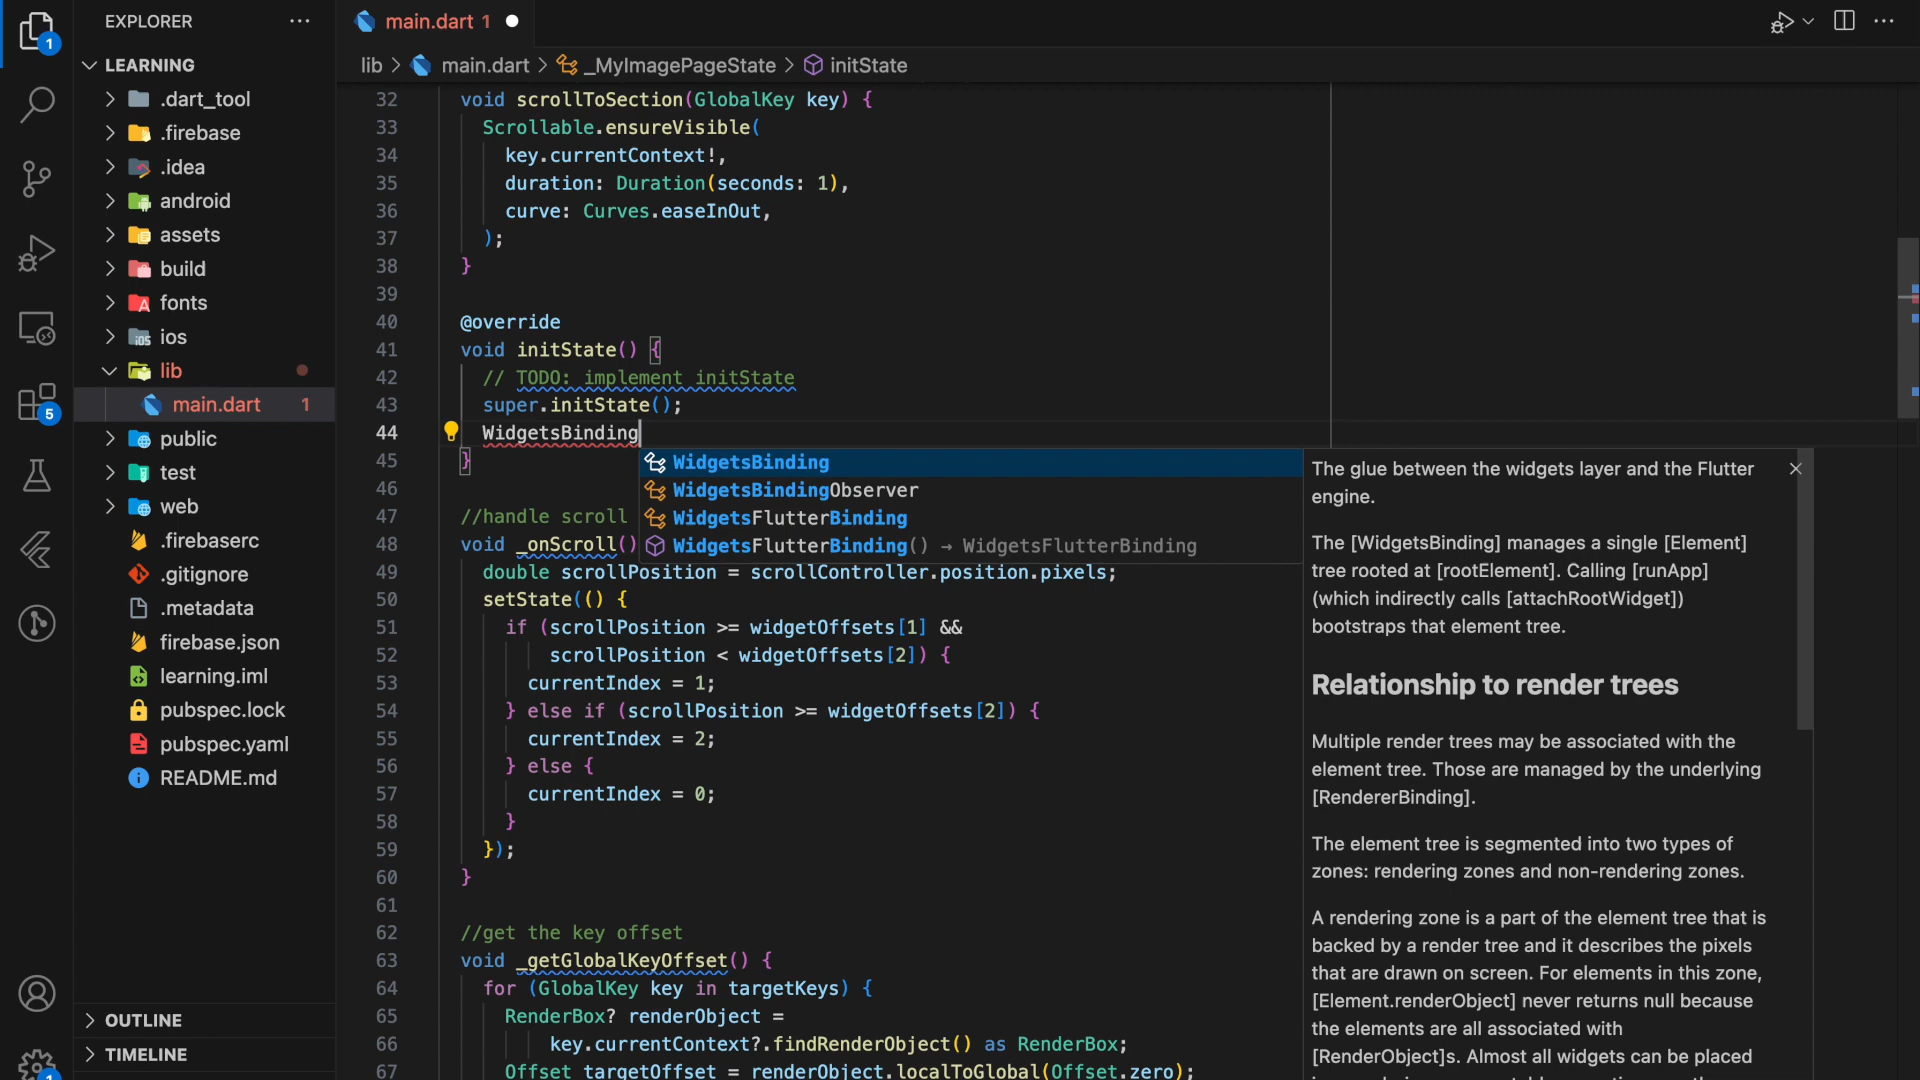 EXPLORER
LEARNING
.dart_tool
.firebase
.idea
android
assets
build
fonts
ios
lib
main.dart 1
public
test
web
.firebaserc
.gitignore
.metadata
firebase.json
learning.iml
pubspec.lock
pubspec.yaml
README.md
OUTLINE
TIMELINE
1
5
1
main.dart 1
lib > main.dart > _MyImagePageState > initState
32 void scrollToSection(GlobalKey key) {
33 Scrollable.ensureVisible(
34 key.currentContext!,
35 duration: Duration(seconds: 1),
36 curve: Curves.easeInOut,
37 );
38 }
39
40 @override
41 void initState() {
42 // TODO: implement initState
43 super.initState();
44 WidgetsBinding
45 }
46
47 //handle scroll
48 void _onScroll()
49 double scrollPosition = scrollController.position.pixels;
50 setState(() {
51 if (scrollPosition >= widgetOffsets[1] &&
52 scrollPosition < widgetOffsets[2]) {
53 currentIndex = 1;
54 } else if (scrollPosition >= widgetOffsets[2]) {
55 currentIndex = 2;
56 } else {
57 currentIndex = 0;
58 }
59 });
60 }
61
62 //get the key offset
63 void _getGlobalKeyOffset() {
64 for (GlobalKey key in targetKeys) {
65 RenderBox? renderObject =
66 key.currentContext?.findRenderObject() as RenderBox;
67 Offset targetOffset = renderObject.localToGlobal(Offset.zero);
WidgetsBinding
WidgetsBindingObserver
WidgetsFlutterBinding
WidgetsFlutterBinding() → WidgetsFlutterBinding
The glue between the widgets layer and the Flutter
engine.
The [WidgetsBinding] manages a single [Element]
tree rooted at [rootElement]. Calling [runApp]
(which indirectly calls [attachRootWidget])
bootstraps that element tree.
Relationship to render trees
Multiple render trees may be associated with the
element tree. Those are managed by the underlying
[RendererBinding].
The element tree is segmented into two types of
zones: rendering zones and non-rendering zones.
A rendering zone is a part of the element tree that is
backed by a render tree and it describes the pixels
that are drawn on screen. For elements in this zone,
[Element.renderObject] never returns null because
the elements are all associated with
[RenderObject]s. Almost all widgets can be placed